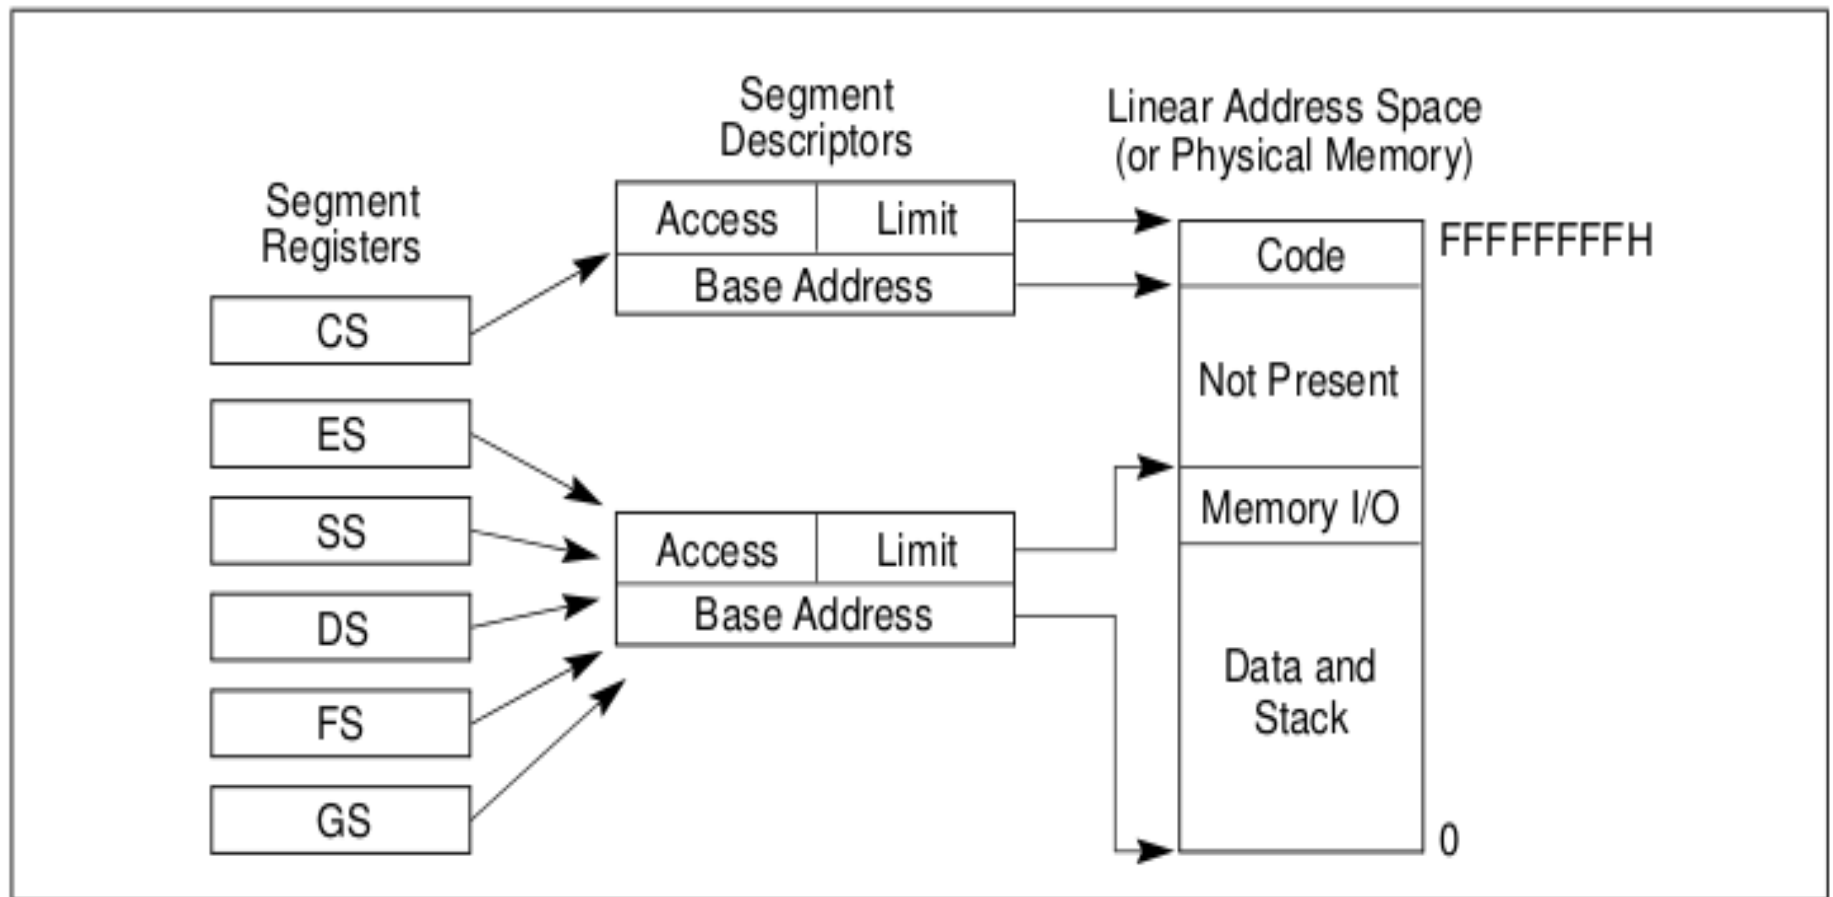 Segment
Descriptors
Linear Address Space
(or Physical Memory)
Segment
Registers
Access
Limit
Base Address
Code
FFFFFFFFH
CS
Not Present
ES
SS
DS
FS
GS
Access
Limit
Base Address
Memory I/O
Data and
Stack
0